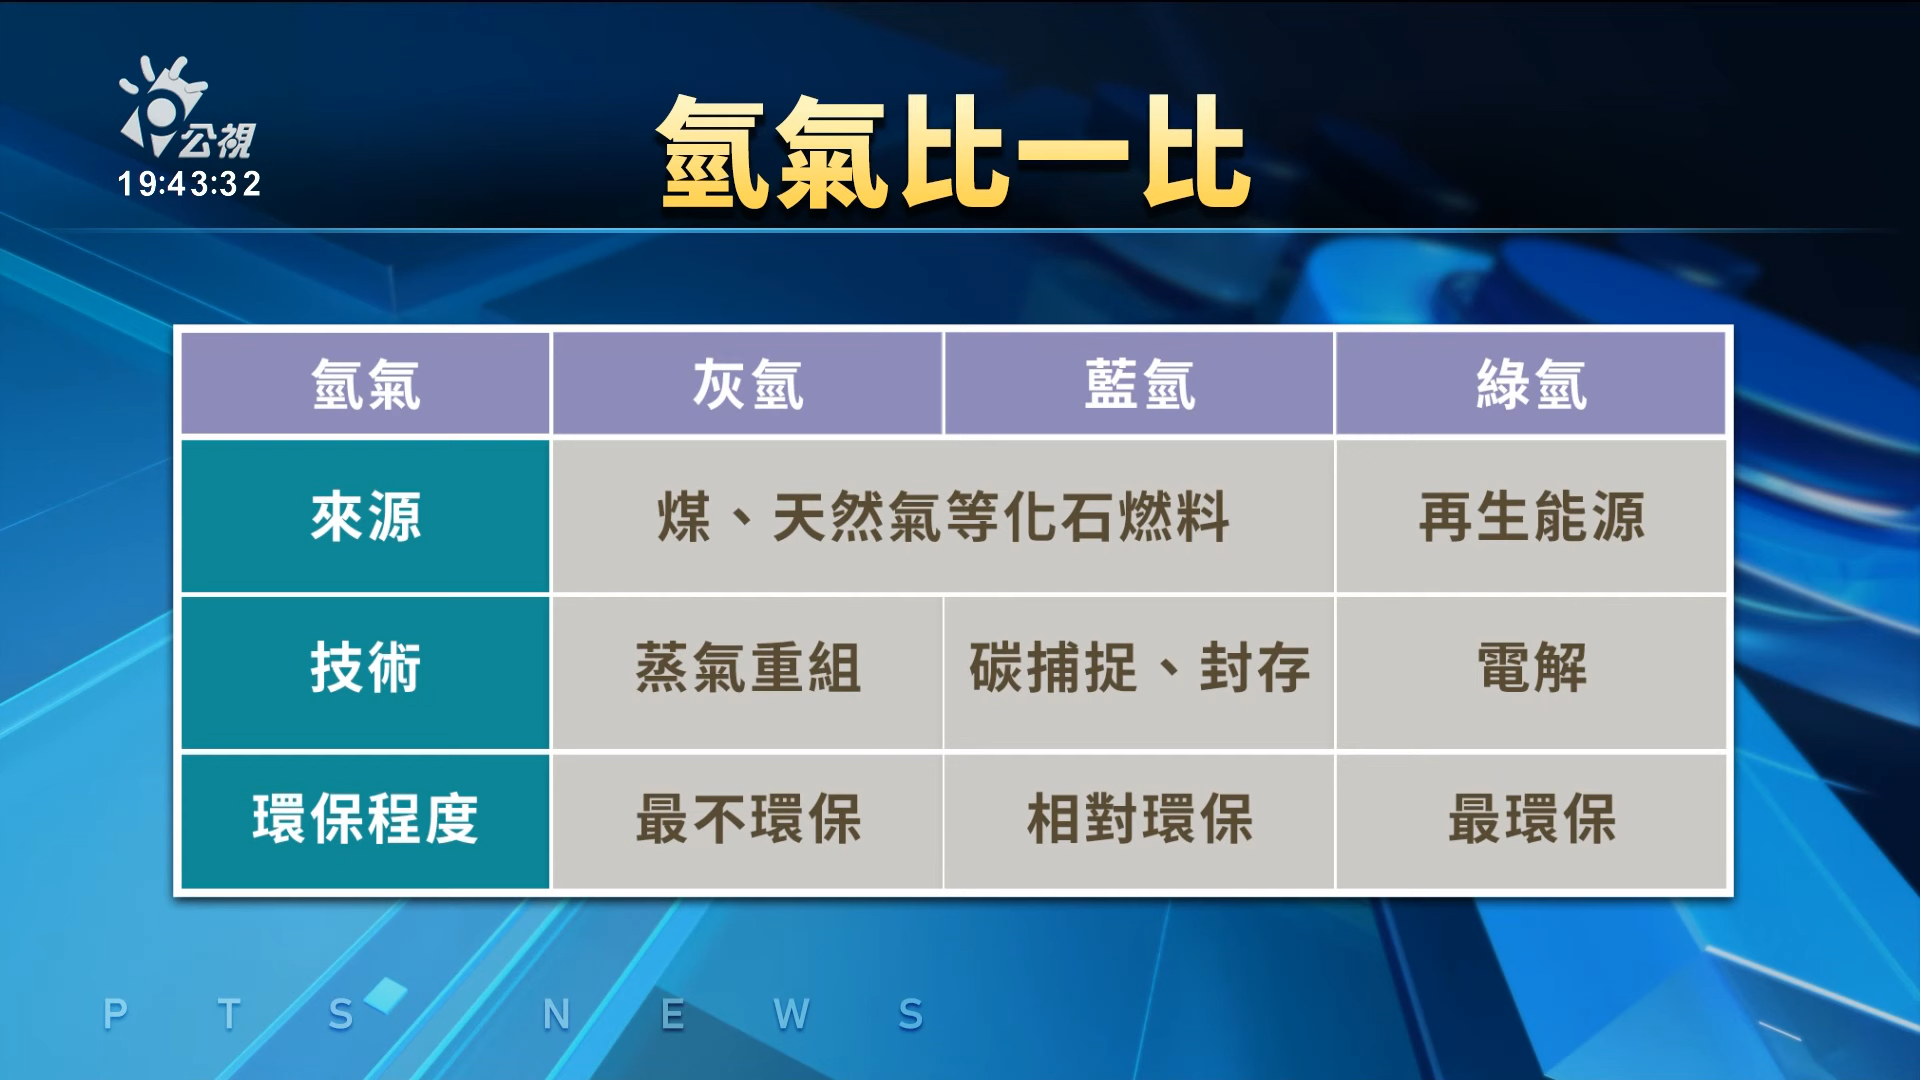 公視
19:43:32
氫氣比一比
氫氣 灰氫 藍氫 綠氫
來源 煤、天然氣等化石燃料 再生能源
技術 蒸氣重組 碳捕捉、封存 電解
環保程度 最不環保 相對環保 最環保
PTS NEWS